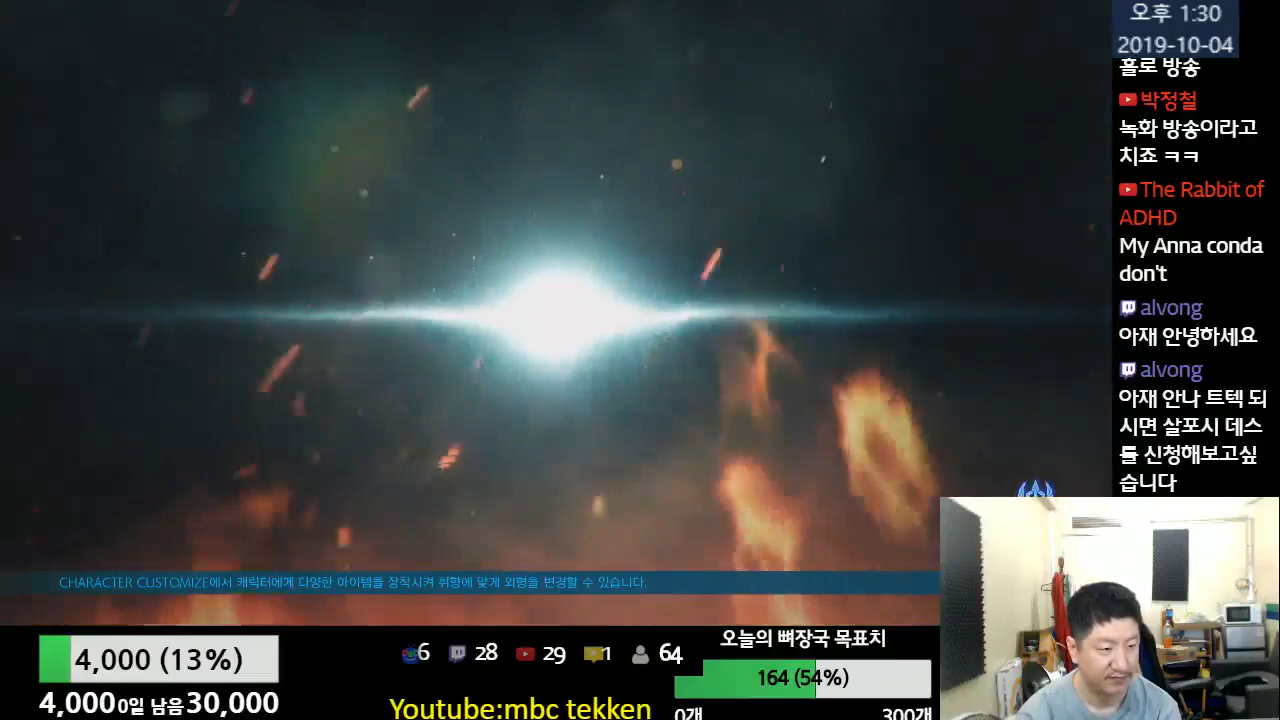 오후 1:30
2019-10-04
홀로 방송
박정철
녹화 방송이라고
치죠 ㅋㅋ
The Rabbit of
ADHD
My Anna conda
don't
alvong
아재 안녕하세요
alvong
아재 안나 트텍 되
시면 살포시 데스
틀 신청해보고싶
습니다
CHARACTER CUSTOMIZE에서 캐릭터에게 다양한 아이템을 장착시켜 취향에 맞게 외형을 변경할 수 있습니다.
4,000 (13%)
4,000 0일 남음 30,000
6 28 29 1 64
Youtube:mbc tekken
오늘의 뼈장국 목표치
164 (54%)
0개 300개